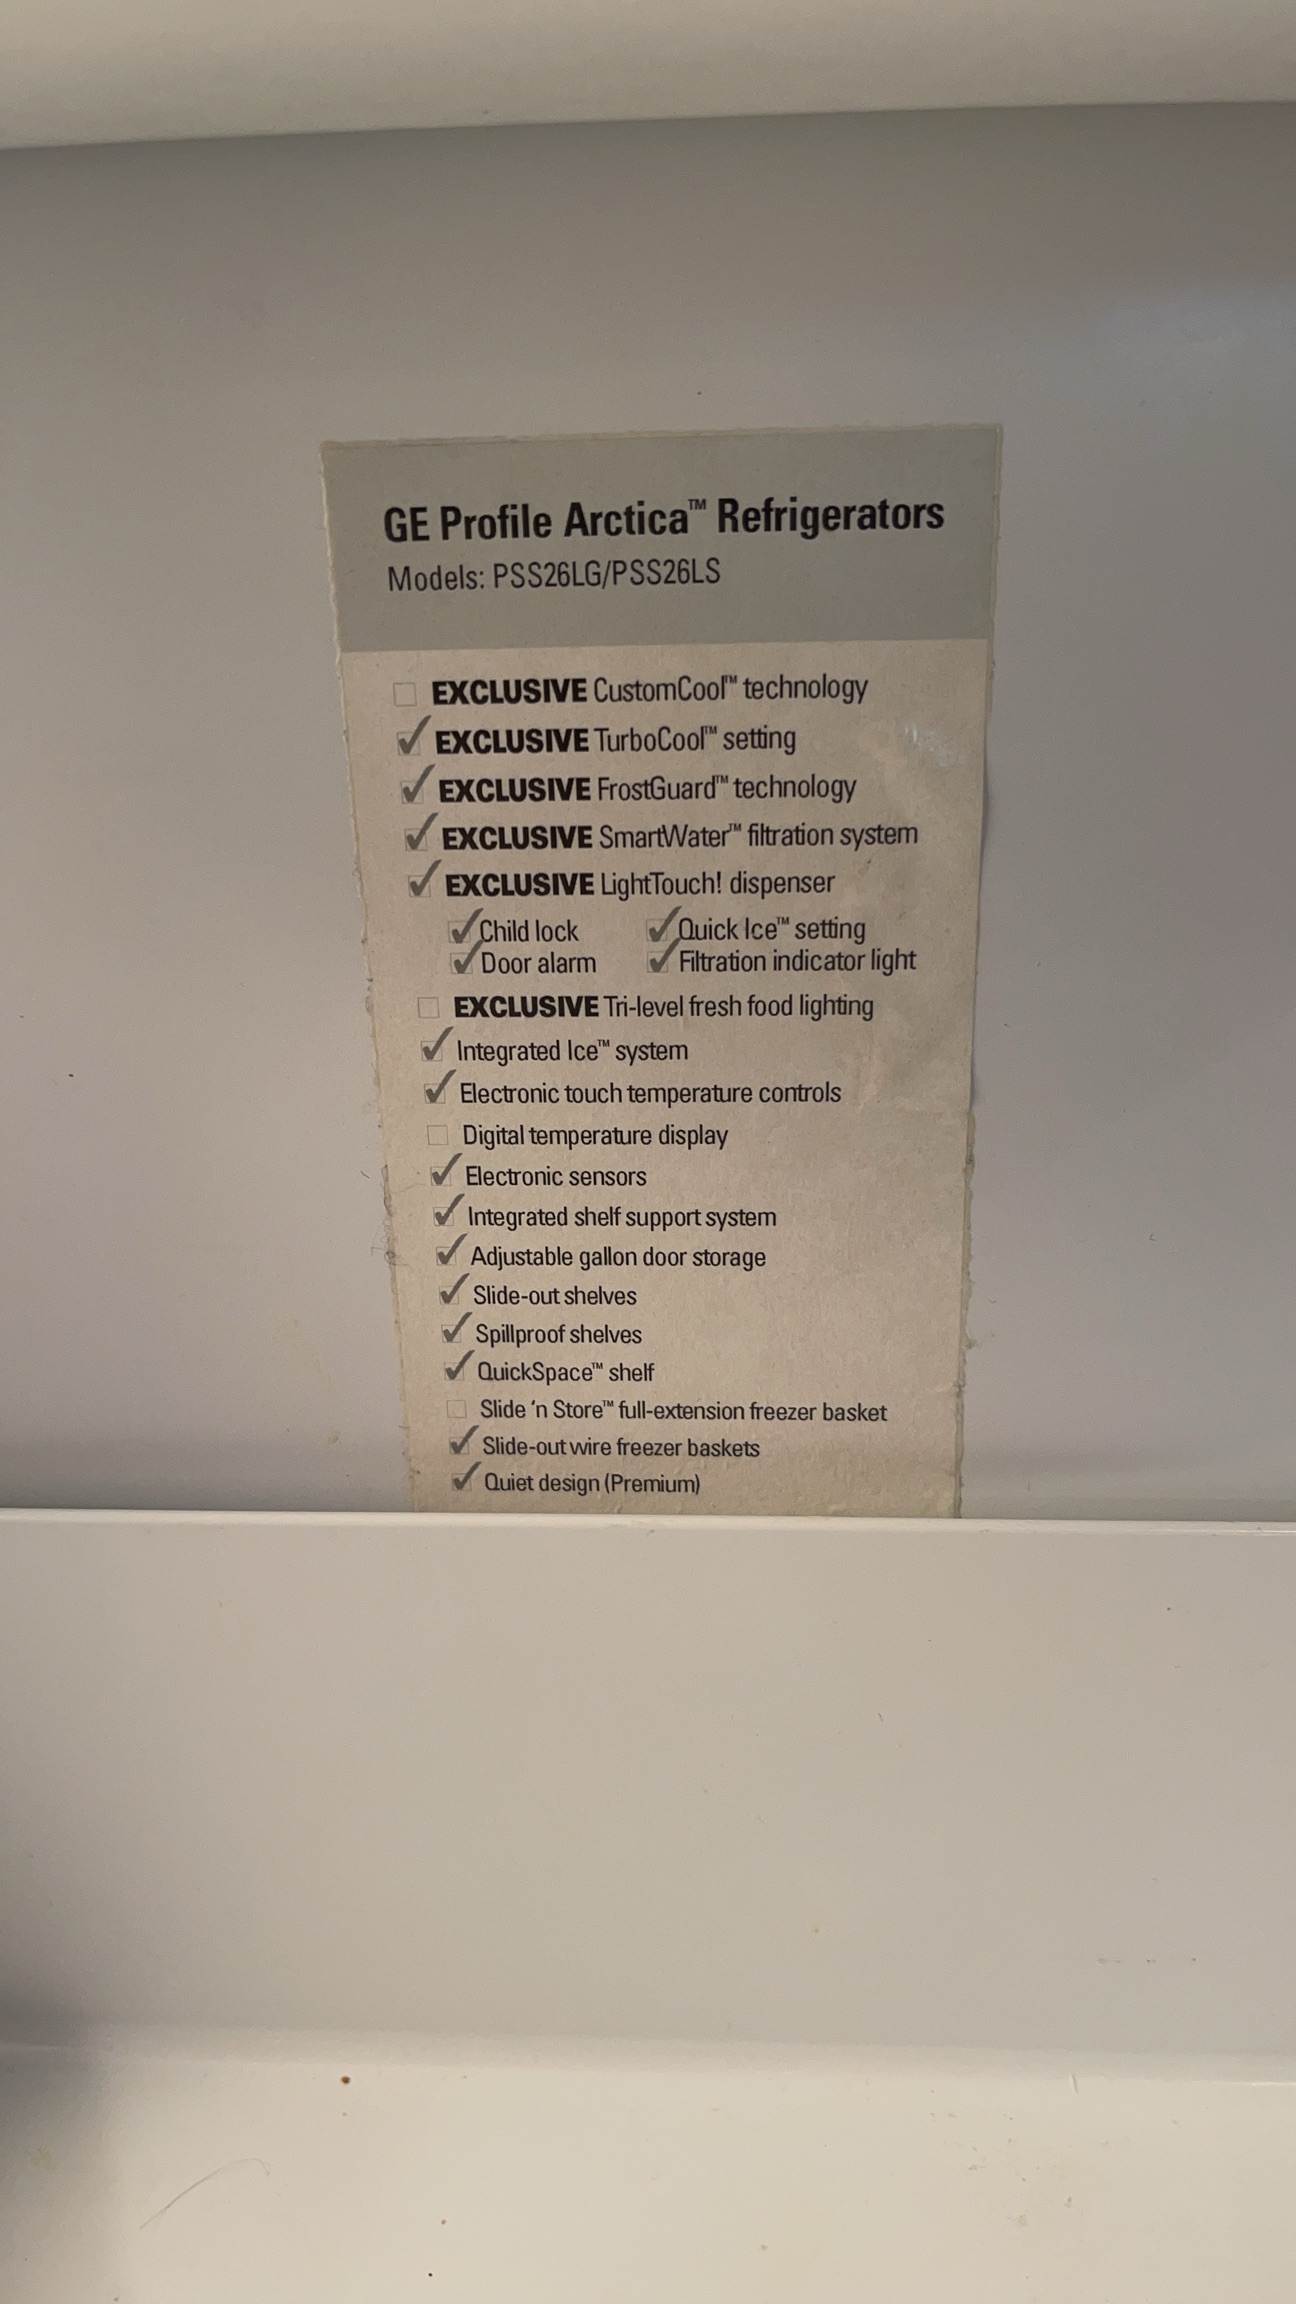 GE Profile Arctica™ Refrigerators
Models: PSS26LG/PSS26LS
EXCLUSIVE CustomCool™ technology
EXCLUSIVE TurboCool™ setting
EXCLUSIVE FrostGuard™ technology
EXCLUSIVE SmartWater™ filtration system
EXCLUSIVE LightTouch! dispenser
Child lock Quick Ice™ setting
Door alarm Filtration indicator light
EXCLUSIVE Tri-level fresh food lighting
Integrated Ice™ system
Electronic touch temperature controls
Digital temperature display
Electronic sensors
Integrated shelf support system
Adjustable gallon door storage
Slide-out shelves
Spillproof shelves
QuickSpace™ shelf
Slide 'n Store™ full-extension freezer basket
Slide-out wire freezer baskets
Quiet design (Premium)